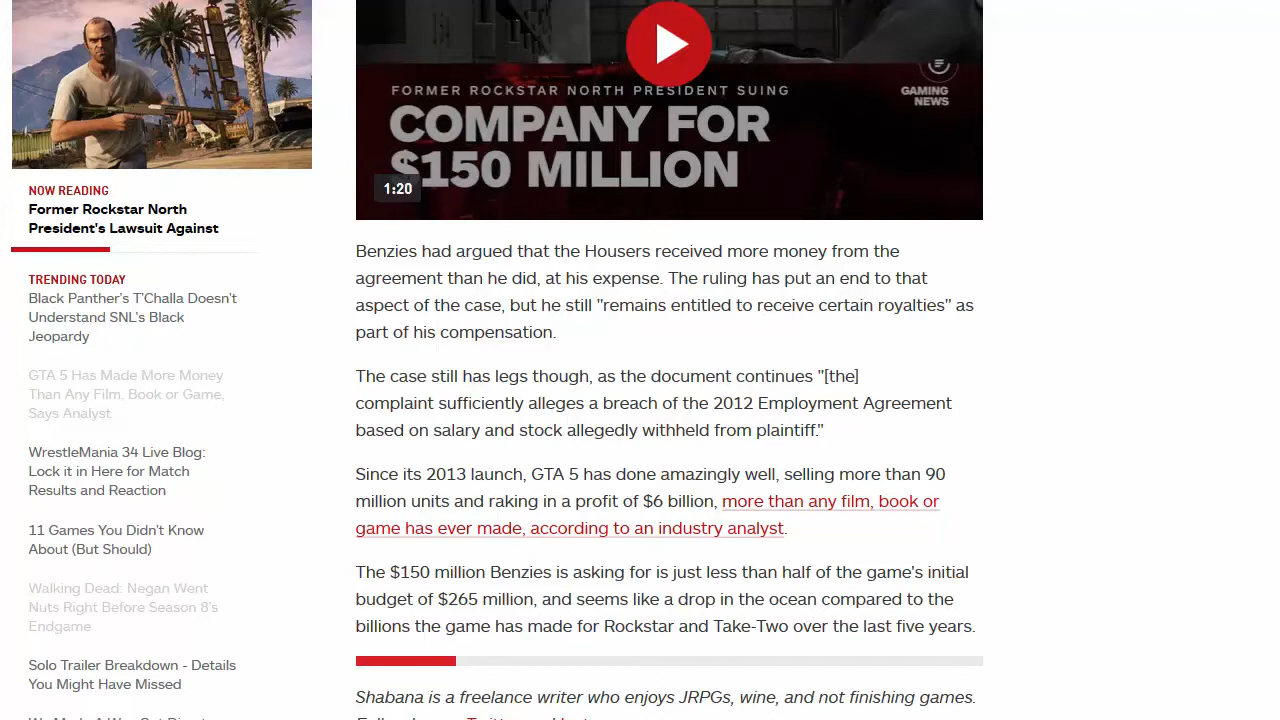 NOW READING
Former Rockstar North
President's Lawsuit Against
TRENDING TODAY
Black Panther's T'Challa Doesn't
Understand SNL's Black
Jeopardy
GTA 5 Has Made More Money
Than Any Film, Book or Game,
Says Analyst
WrestleMania 34 Live Blog:
Lock it in Here for Match
Results and Reaction
11 Games You Didn't Know
About (But Should)
Walking Dead: Negan Went
Nuts Right Before Season 8's
Endgame
Solo Trailer Breakdown - Details
You Might Have Missed
FORMER ROCKSTAR NORTH PRESIDENT SUING
COMPANY FOR
$150 MILLION
GAMING
NEWS
1:20
Benzies had argued that the Housers received more money from the
agreement than he did, at his expense. The ruling has put an end to that
aspect of the case, but he still "remains entitled to receive certain royalties" as
part of his compensation.
The case still has legs though, as the document continues "[the]
complaint sufficiently alleges a breach of the 2012 Employment Agreement
based on salary and stock allegedly withheld from plaintiff."
Since its 2013 launch, GTA 5 has done amazingly well, selling more than 90
million units and raking in a profit of $6 billion, more than any film, book or
game has ever made, according to an industry analyst.
The $150 million Benzies is asking for is just less than half of the game's initial
budget of $265 million, and seems like a drop in the ocean compared to the
billions the game has made for Rockstar and Take-Two over the last five years.
Shabana is a freelance writer who enjoys JRPGs, wine, and not finishing games.